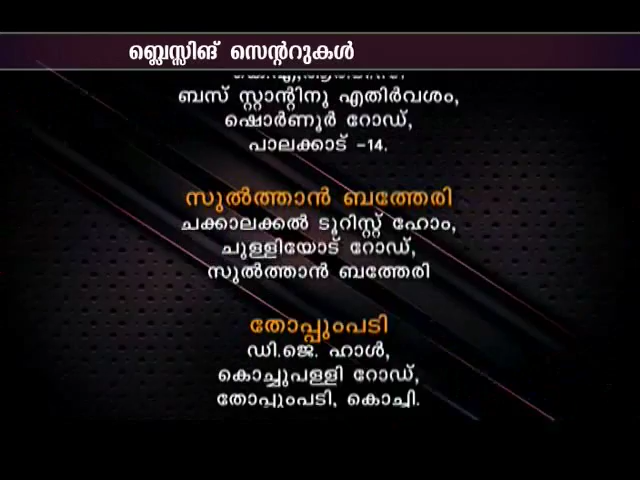 ബ്ലെസ്സിങ് സെന്ററുകൾ
ബസ് സ്റ്റാന്റിനു എതിർവശം,
ഷൊർണൂർ റോഡ്,
പാലക്കാട് -14.
സുൽത്താൻ ബത്തേരി
ചക്കാലക്കൽ ടൂറിസ്റ്റ് ഹോം,
ചുള്ളിയോട് റോഡ്,
സുൽത്താൻ ബത്തേരി
തോപ്പുംപടി
ഡി.ജെ. ഹാൾ,
കൊച്ചുപള്ളി റോഡ്,
തോപ്പുംപടി, കൊച്ചി.